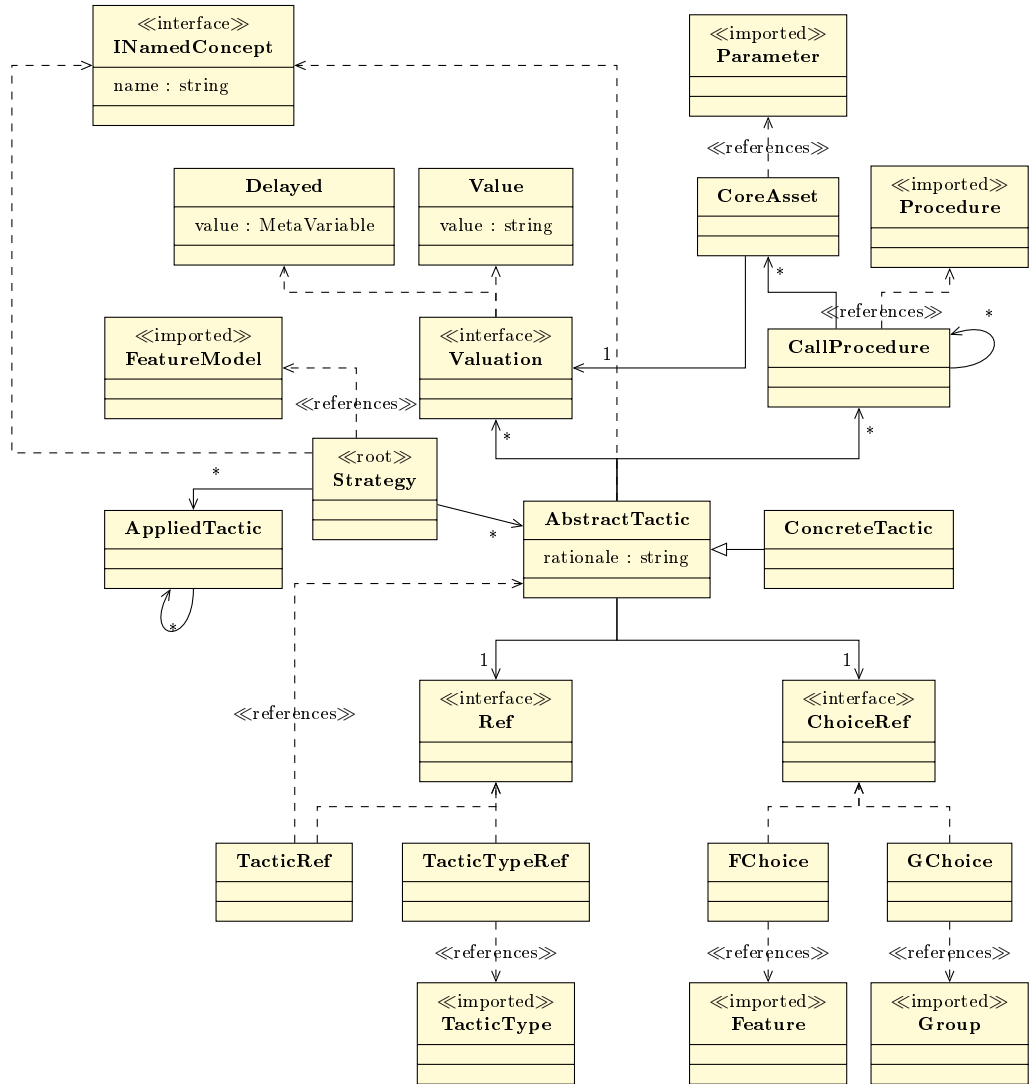 ≪interface≫
INamedConcept
name : string
≪imported≫
Parameter
≪references≫
Delayed
value : MetaVariable
Value
value : string
CoreAsset
≪imported≫
Procedure
*
≪references≫
*
≪imported≫
FeatureModel
≪interface≫
Valuation
1
CallProcedure
≪references≫
*
*
≪root≫
Strategy
*
AppliedTactic
*
*
AbstractTactic
rationale : string
ConcreteTactic
1
1
≪references≫
≪interface≫
Ref
≪interface≫
ChoiceRef
TacticRef
TacticTypeRef
FChoice
GChoice
≪references≫
≪references≫
≪references≫
≪imported≫
TacticType
≪imported≫
Feature
≪imported≫
Group